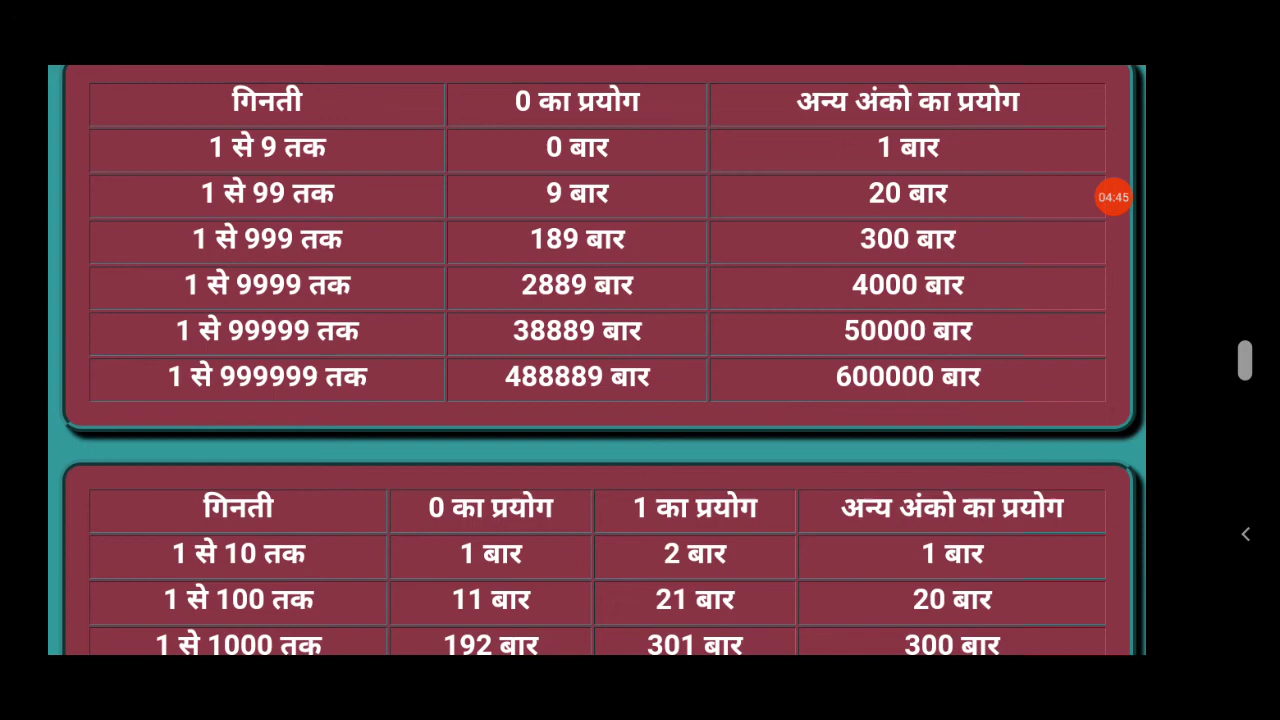 गिनती 0 का प्रयोग अन्य अंको का प्रयोग
1 से 9 तक 0 बार 1 बार
1 से 99 तक 9 बार 20 बार
04:45
1 से 999 तक 189 बार 300 बार
1 से 9999 तक 2889 बार 4000 बार
1 से 99999 तक 38889 बार 50000 बार
1 से 999999 तक 488889 बार 600000 बार
गिनती 0 का प्रयोग 1 का प्रयोग अन्य अंको का प्रयोग
1 से 10 तक 1 बार 2 बार 1 बार
1 से 100 तक 11 बार 21 बार 20 बार
1 से 1000 तक 192 बार 301 बार 300 बार